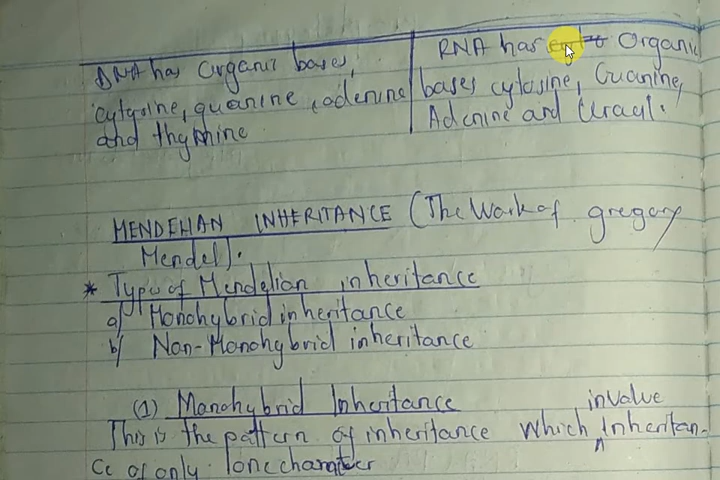 DNA has Organic bases,
cytysine, guanine, adenine
and thymine
RNA has Organic
bases cytosine, Guanine,
Adenine and Uracil.
MENDELIAN INHERITANCE (The Work of gregory
Mendel).
* Types of Mendelian inheritance
a) Monohybrid inheritance
b) Non-Monohybrid inheritance
(1) Monohybrid Inheritance
involve
This is the pattern of inheritance which ^ Inheritan-
ce of only 1one character